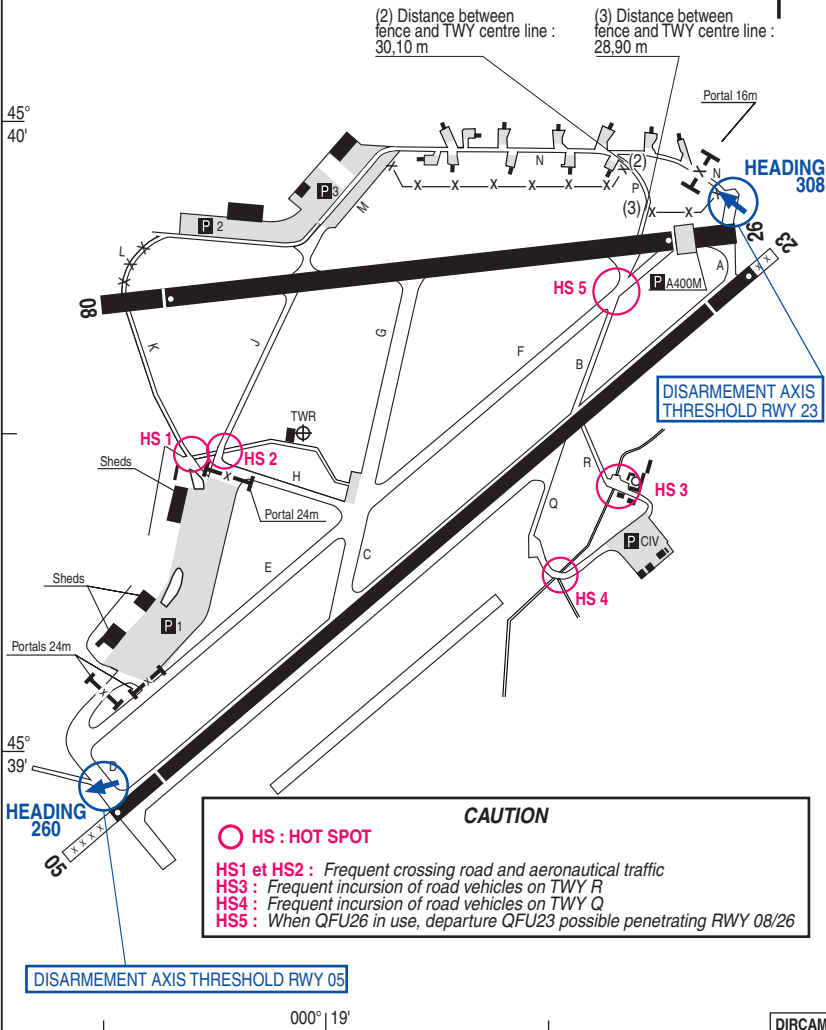 (2) Distance between
fence and TWY centre line :
30,10 m
(3) Distance between
fence and TWY centre line :
28,90 m
45°
40'
Portal 16m
HEADING
308
N
(2)
N
P
(3)
P 3
M
P 2
L
26
23
A
P A400M
HS 5
08
K
J
G
F
B
DISARMEMENT AXIS
THRESHOLD RWY 23
TWR
HS 1
HS 2
Sheds
H
R
HS 3
Portal 24m
Q
P CIV
E
C
HS 4
Sheds
P 1
Portals 24m
45°
39'
D
HEADING
260
05
CAUTION
HS : HOT SPOT
HS1 et HS2 : Frequent crossing road and aeronautical traffic
HS3 : Frequent incursion of road vehicles on TWY R
HS4 : Frequent incursion of road vehicles on TWY Q
HS5 : When QFU26 in use, departure QFU23 possible penetrating RWY 08/26
DISARMEMENT AXIS THRESHOLD RWY 05
000° 19'
DIRCAM